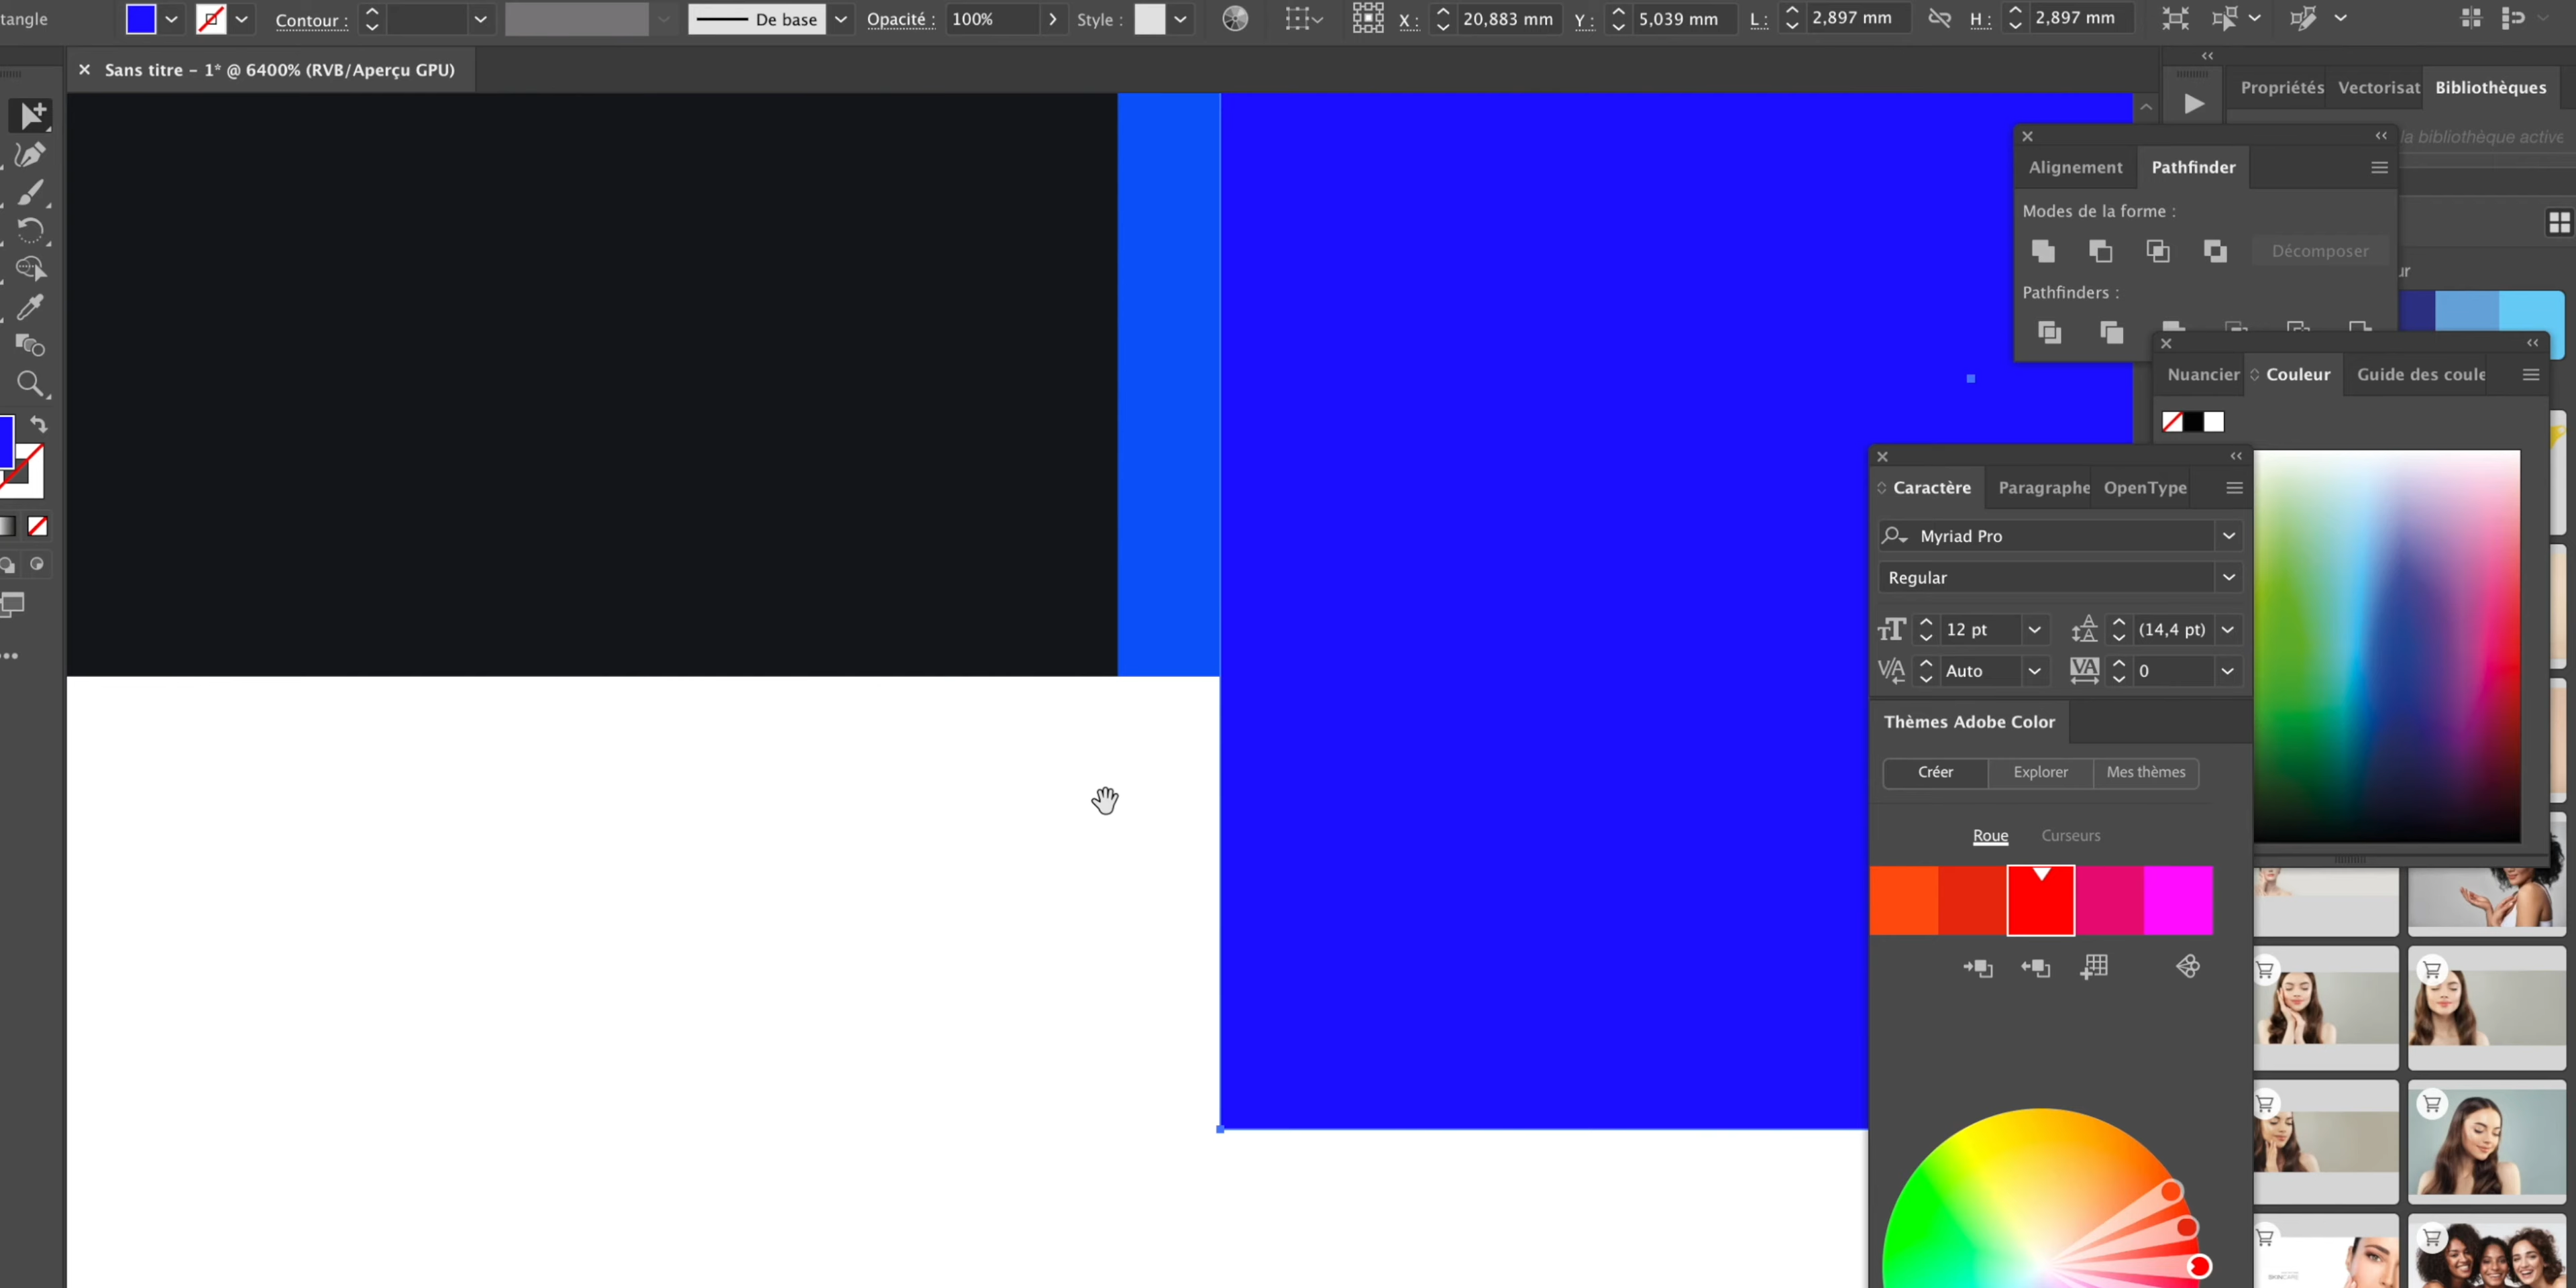 tangle Contour : De base Opacité : 100% Style : X : 20,883 mm Y : 5,039 mm L : 2,897 mm H : 2,897 mm
× Sans titre – 1* @ 6400% (RVB/Aperçu GPU)
Propriétés Vectorisat Bibliothèques
la bibliothèque active
Alignement Pathfinder
Modes de la forme :
Décomposer
ur
Pathfinders :
Nuancier Couleur Guide des coule
Caractère Paragraphe OpenType
Myriad Pro
Regular
12 pt (14,4 pt)
Auto 0
Thèmes Adobe Color
Créer Explorer Mes thèmes
Roue Curseurs